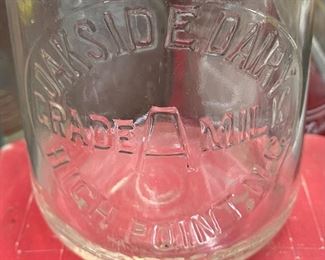 OAKSIDE DAIRY
GRADE A MILK
HIGH POINT, N.C.